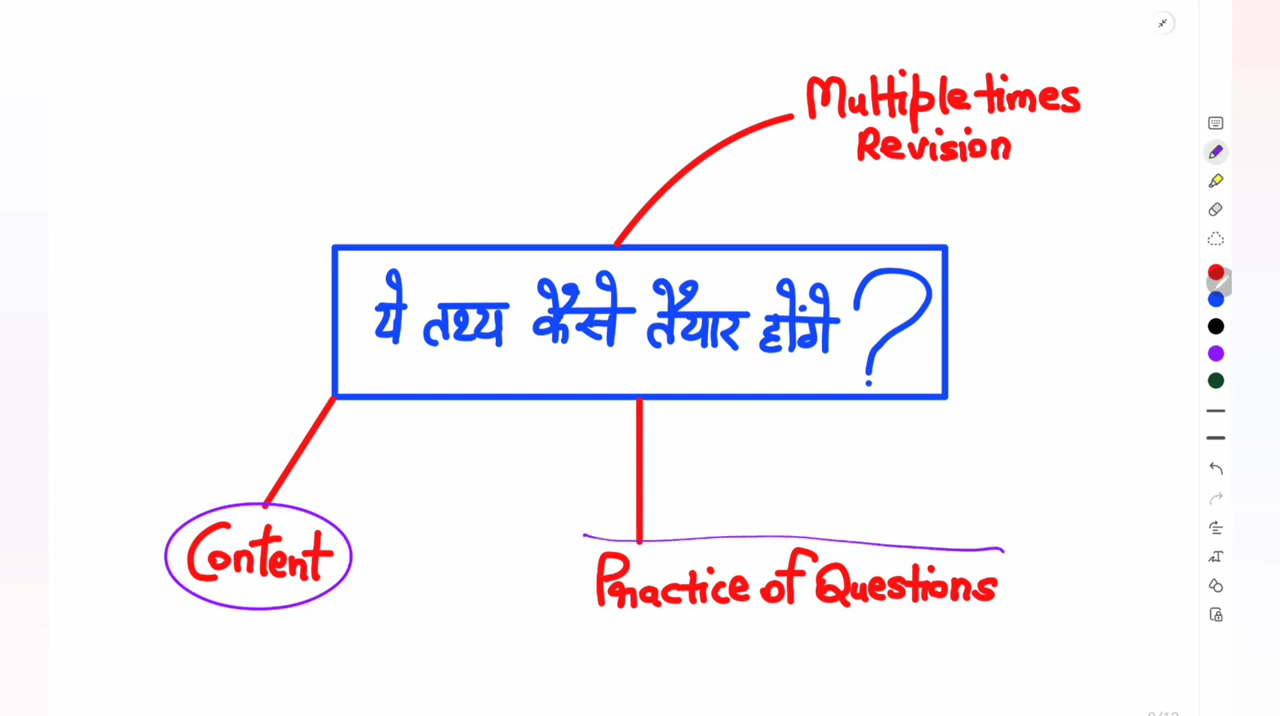 Multiple times
Revision
ये तथ्य कैसे तैयार होंगे ?
Content
Practice of Questions